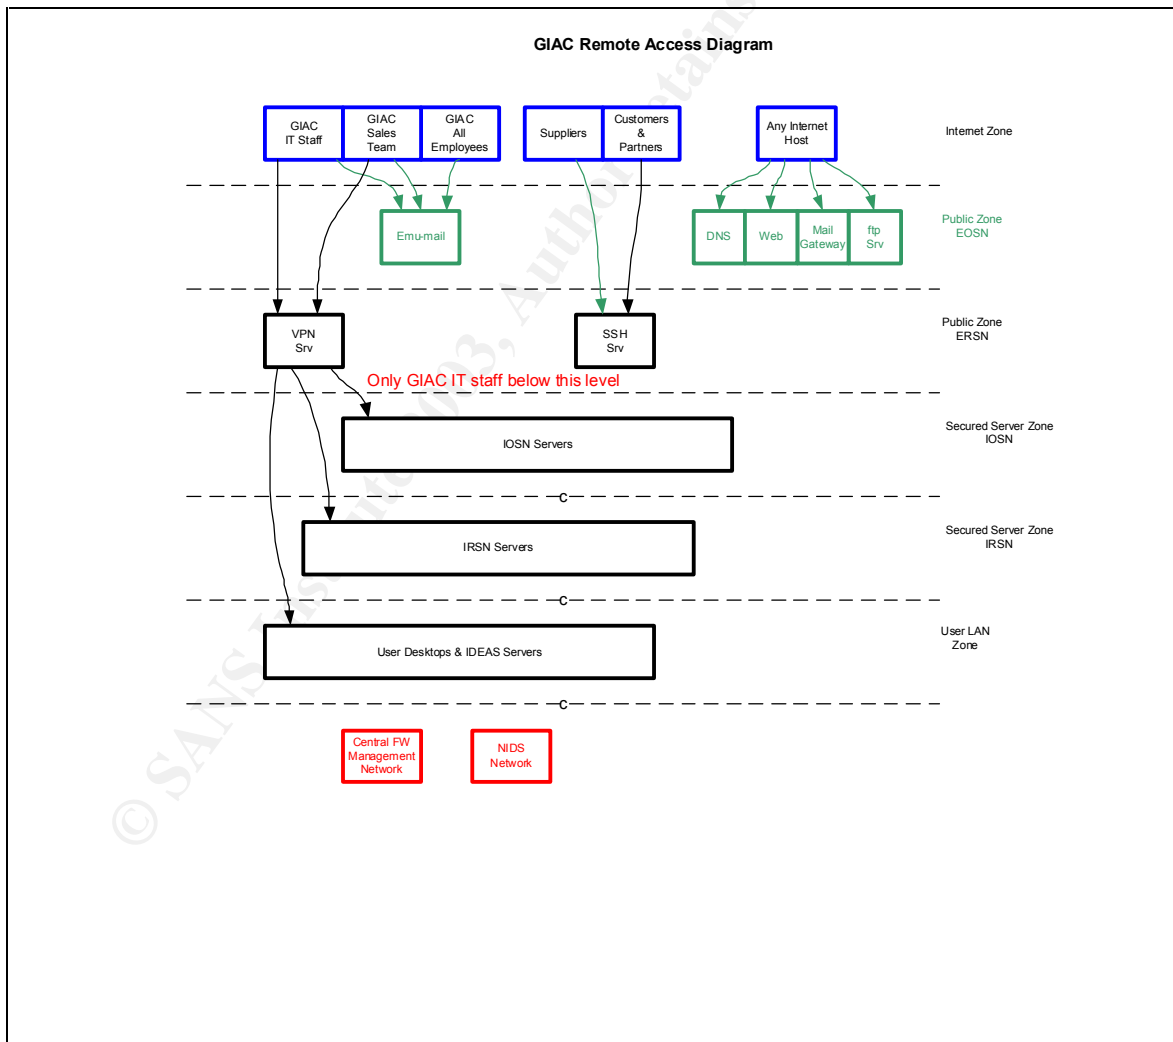 GIAC Remote Access Diagram
GIAC
IT Staff
GIAC
Sales
Team
GIAC
All
Employees
Suppliers
Customers
&
Partners
Any Internet
Host
Internet Zone
Emu-mail
DNS
Web
Mail
Gateway
ftp
Srv
Public Zone
EOSN
VPN
Srv
SSH
Srv
Public Zone
ERSN
Only GIAC IT staff below this level
IOSN Servers
Secured Server Zone
IOSN
c
IRSN Servers
Secured Server Zone
IRSN
c
User Desktops & IDEAS Servers
User LAN
Zone
c
Central FW
Management
Network
NIDS
Network